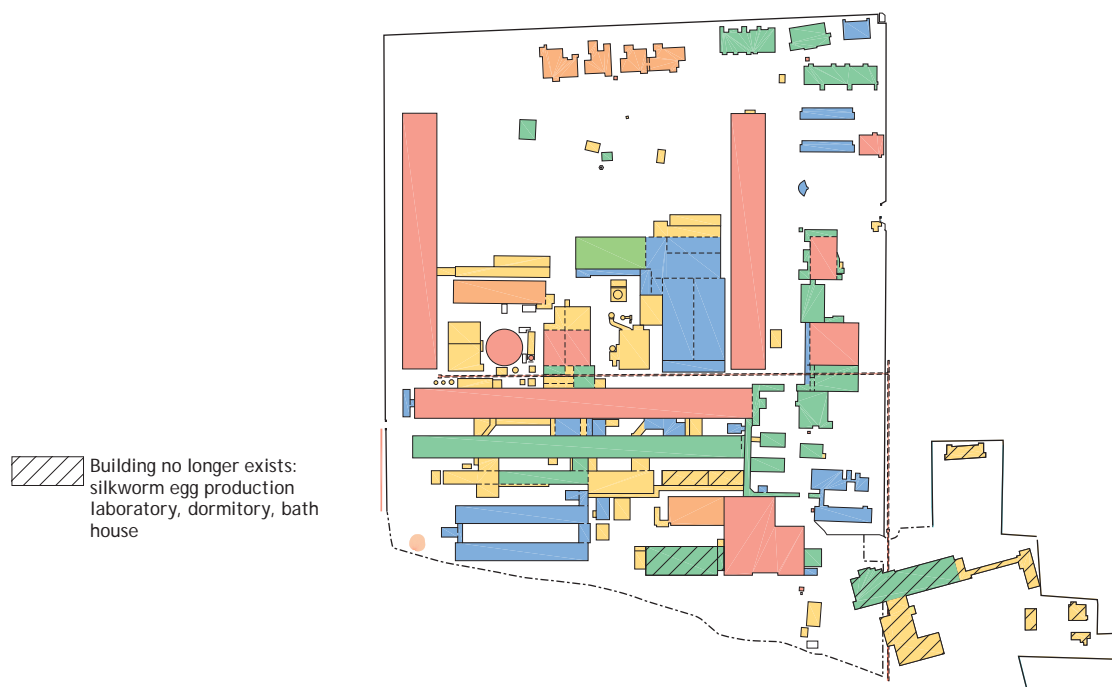 Building no longer exists:
silkworm egg production
laboratory, dormitory, bath
house